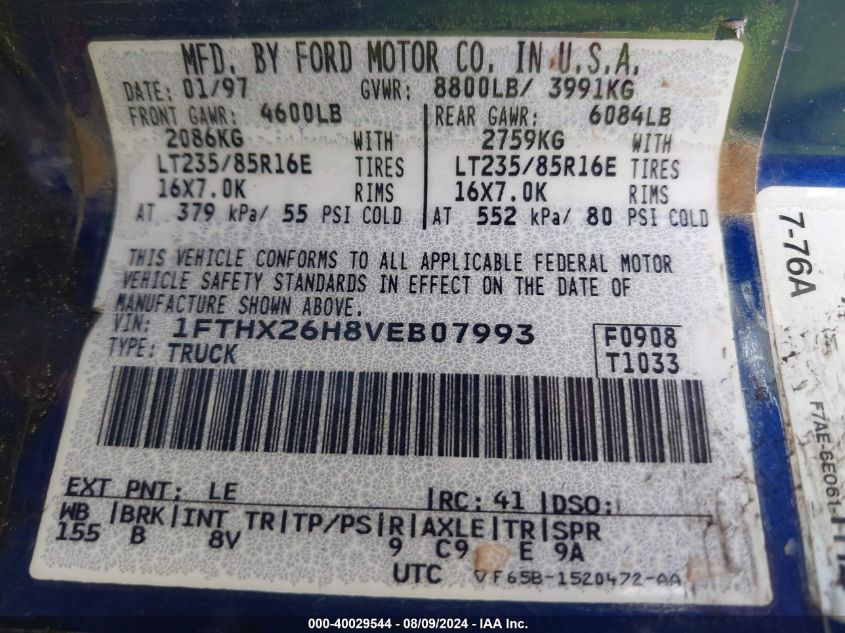 MFD. BY FORD MOTOR CO. IN U.S.A.
DATE: 01/97 GVWR: 8800LB/ 3991KG
FRONT GAWR: 4600LB REAR GAWR: 6084LB
2086KG WITH 2759KG WITH
LT235/85R16E TIRES LT235/85R16E TIRES
16X7.0K RIMS 16X7.0K RIMS
AT 379 kPa/ 55 PSI COLD AT 552 kPa/ 80 PSI COLD
THIS VEHICLE CONFORMS TO ALL APPLICABLE FEDERAL MOTOR
VEHICLE SAFETY STANDARDS IN EFFECT ON THE DATE OF
MANUFACTURE SHOWN ABOVE.
VIN: 1FTHX26H8VEB07993 F0908
TYPE: TRUCK T1033
EXT PNT: LE RC: 41 DSO:
WB BRK INT TR TP/PS R AXLE TR SPR
155 B 8V 9 C9 E 9A
UTC F65B-1520472-AA
7-76A
F7AE-6E061-
000-40029544 - 08/09/2024 - IAA Inc.